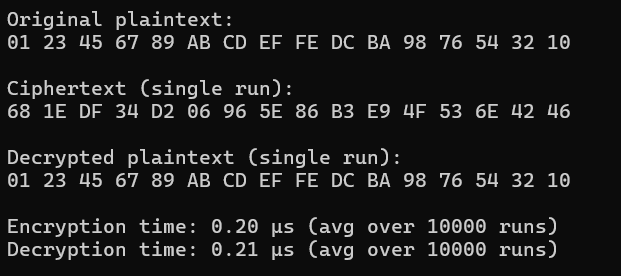 Original plaintext:
01 23 45 67 89 AB CD EF FE DC BA 98 76 54 32 10
Ciphertext (single run):
68 1E DF 34 D2 06 96 5E 86 B3 E9 4F 53 6E 42 46
Decrypted plaintext (single run):
01 23 45 67 89 AB CD EF FE DC BA 98 76 54 32 10
Encryption time: 0.20 μs (avg over 10000 runs)
Decryption time: 0.21 μs (avg over 10000 runs)